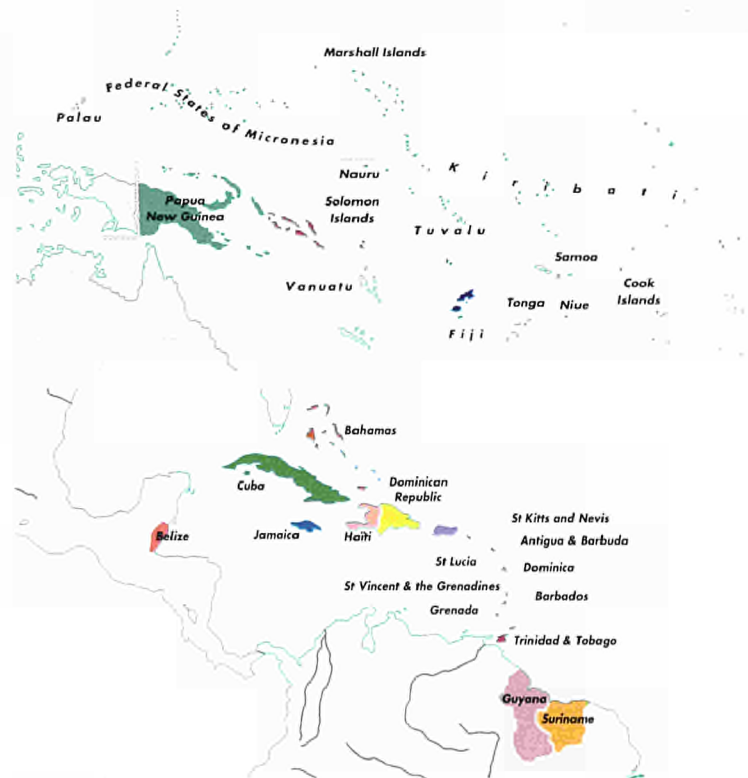 Marshall Islands
Federal States of Micronesia
Palau
Kiribati
Nauru
Papua
New Guinea
Solomon
Islands
Tuvalu
Samoa
Vanuatu
Cook
Islands
Tonga
Niue
Fiji
Bahamas
Cuba
Dominican
Republic
St Kitts and Nevis
Belize
Jamaica
Haïti
Antigua & Barbuda
St Lucia
Dominica
St Vincent & the Grenadines
Barbados
Grenada
Trinidad & Tobago
Guyana
Suriname